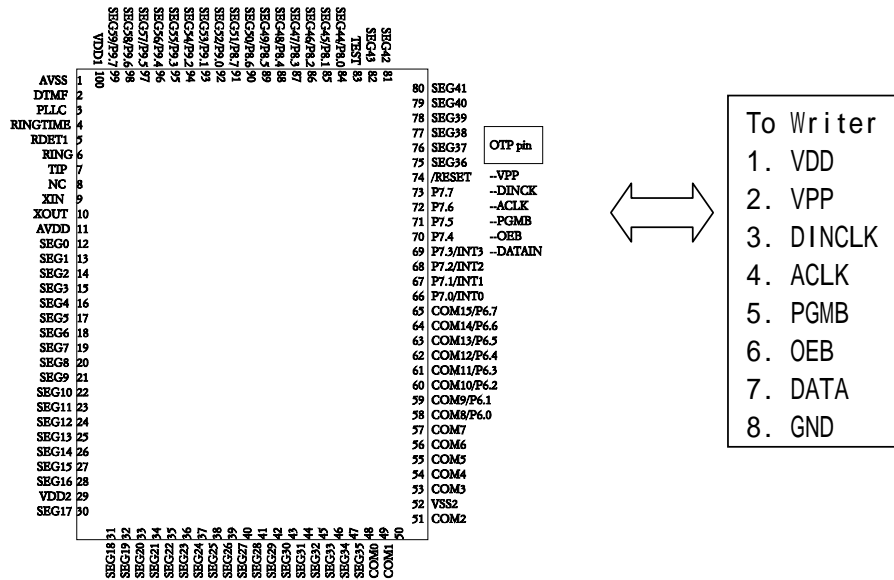 VDD1 100
SEG59/P9.7 99
SEG58/P9.6 98
SEG57/P9.5 97
SEG56/P9.4 96
SEG55/P9.3 95
SEG54/P9.2 94
SEG53/P9.1 93
SEG52/P9.0 92
SEG51/P8.7 91
SEG50/P8.6 90
SEG49/P8.5 89
SEG48/P8.4 88
SEG47/P8.3 87
SEG46/P8.2 86
SEG45/P8.1 85
SEG44/P8.0 84
TEST 83
SEG43 82
SEG42 81
AVSS 1
DTMF 2
PLLC 3
RINGTIME 4
RDET1 5
RING 6
TIP 7
NC 8
XIN 9
XOUT 10
AVDD 11
SEG0 12
SEG1 13
SEG2 14
SEG3 15
SEG4 16
SEG5 17
SEG6 18
SEG7 19
SEG8 20
SEG9 21
SEG10 22
SEG11 23
SEG12 24
SEG13 25
SEG14 26
SEG15 27
SEG16 28
VDD2 29
SEG17 30
SEG18 31
SEG19 32
SEG20 33
SEG21 34
SEG22 35
SEG23 36
SEG24 37
SEG25 38
SEG26 39
SEG27 40
SEG28 41
SEG29 42
SEG30 43
SEG31 44
SEG32 45
SEG33 46
SEG34 47
SEG35 48
COM0 49
COM1 50
80 SEG41
79 SEG40
78 SEG39
77 SEG38
76 SEG37
75 SEG36
OTP pin
74 /RESET --VPP
73 P7.7 --DINCK
72 P7.6 --ACLK
71 P7.5 --PGMB
70 P7.4 --OEB
69 P7.3/INT3 --DATAIN
68 P7.2/INT2
67 P7.1/INT1
66 P7.0/INT0
65 COM15/P6.7
64 COM14/P6.6
63 COM13/P6.5
62 COM12/P6.4
61 COM11/P6.3
60 COM10/P6.2
59 COM9/P6.1
58 COM8/P6.0
57 COM7
56 COM6
55 COM5
54 COM4
53 COM3
52 VSS2
51 COM2
To Writer
1. VDD
2. VPP
3. DINCLK
4. ACLK
5. PGMB
6. OEB
7. DATA
8. GND